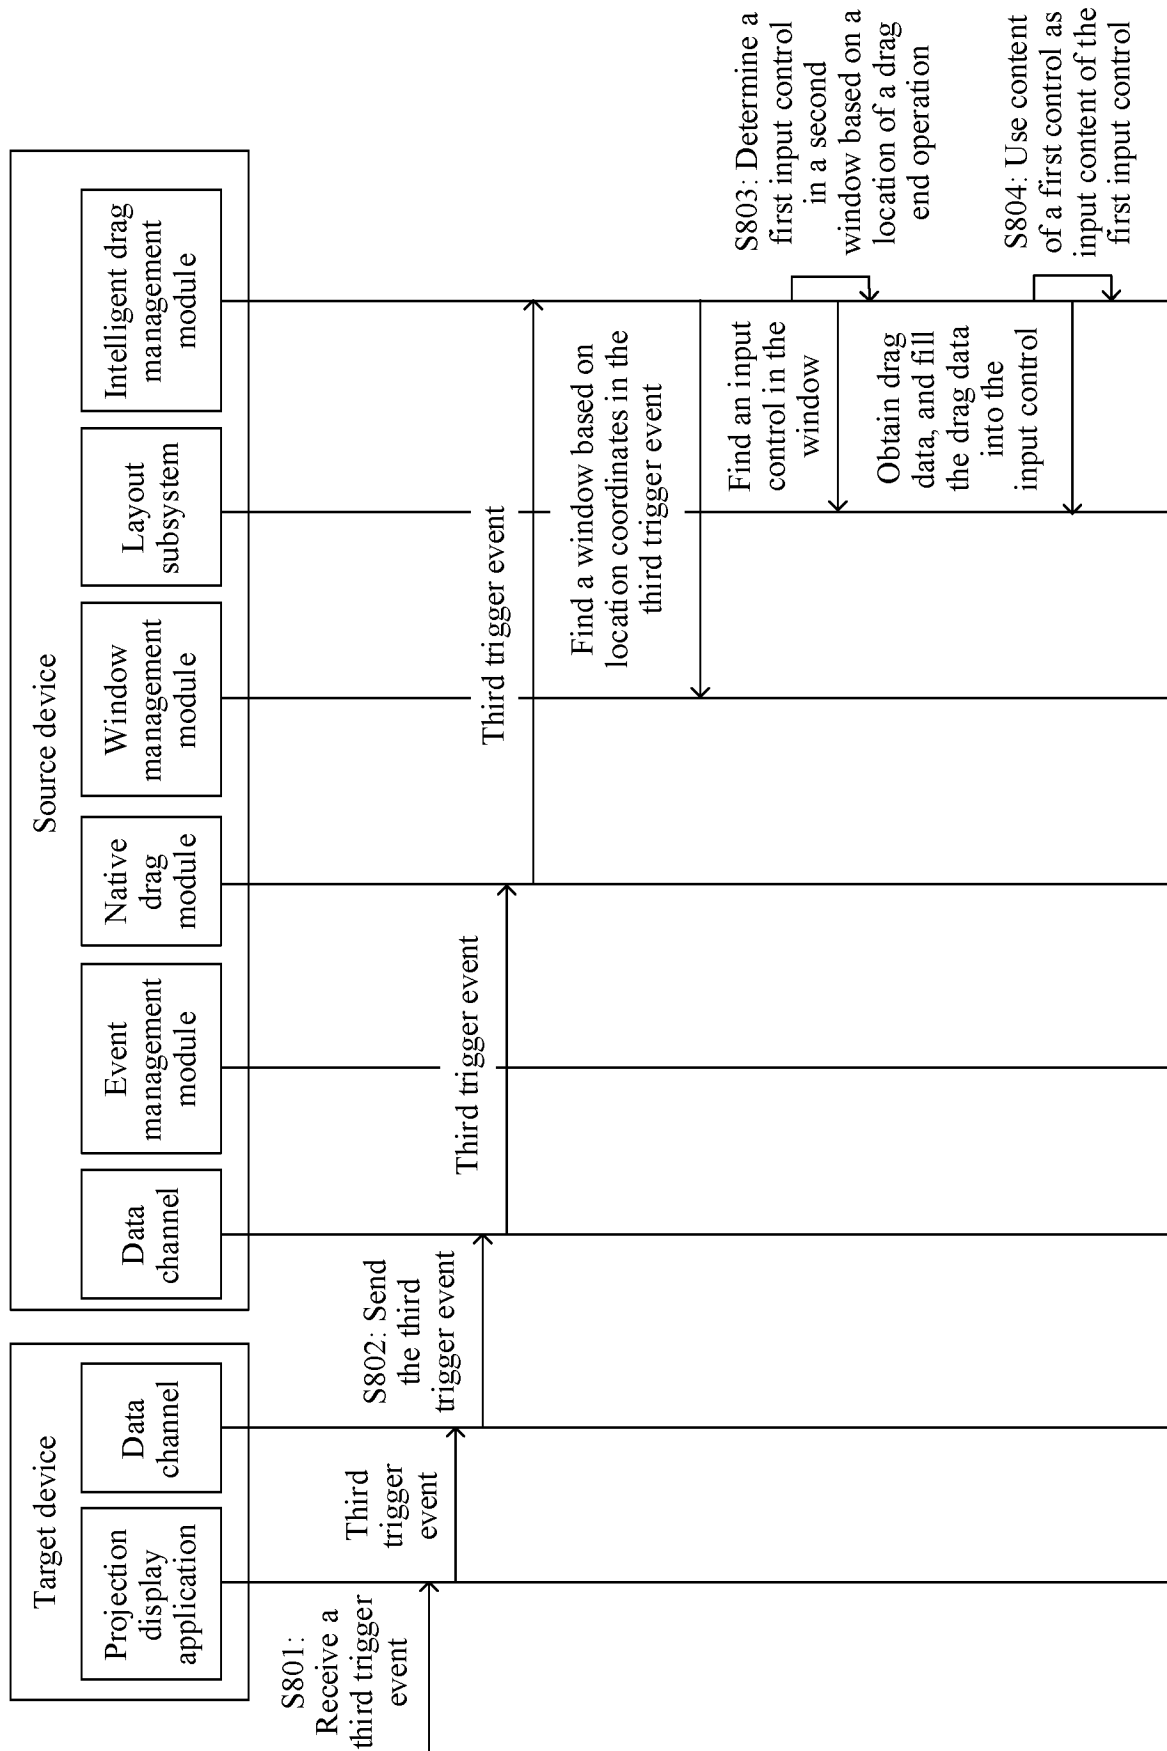 Target device
Source device
Projection
display
application
Data
channel
Data
channel
Event
management
module
Native
drag
module
Window
management
module
Layout
subsystem
Intelligent drag
management
module
S801:
Receive a
third trigger
event
Third
trigger
event
S802: Send
the third
trigger event
Third trigger event
Third trigger event
Find a window based on
location coordinates in the
third trigger event
S803: Determine a
first input control
in a second
window based on a
location of a drag
end operation
Find an input
control in the
window
S804: Use content
of a first control as
input content of the
first input control
Obtain drag
data, and fill
the drag data
into the
input control